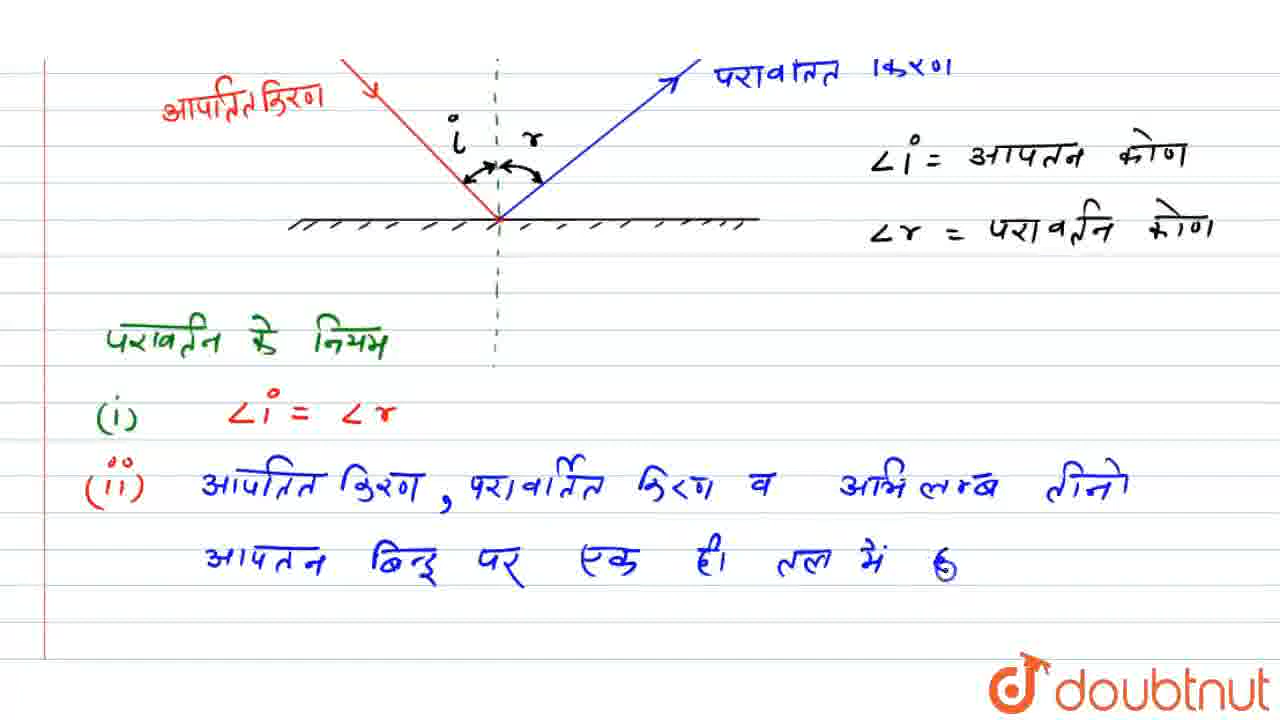 आपतित किरण
परावर्तित किरण
i r
∠i = आपतन कोण
∠r = परावर्तन कोण
परावर्तन के नियम
(i) ∠i = ∠r
(ii) आपतित किरण, परावर्तित किरण व अभिलम्ब तीनो
आपतन बिन्दु पर एक ही तल में
doubtnut